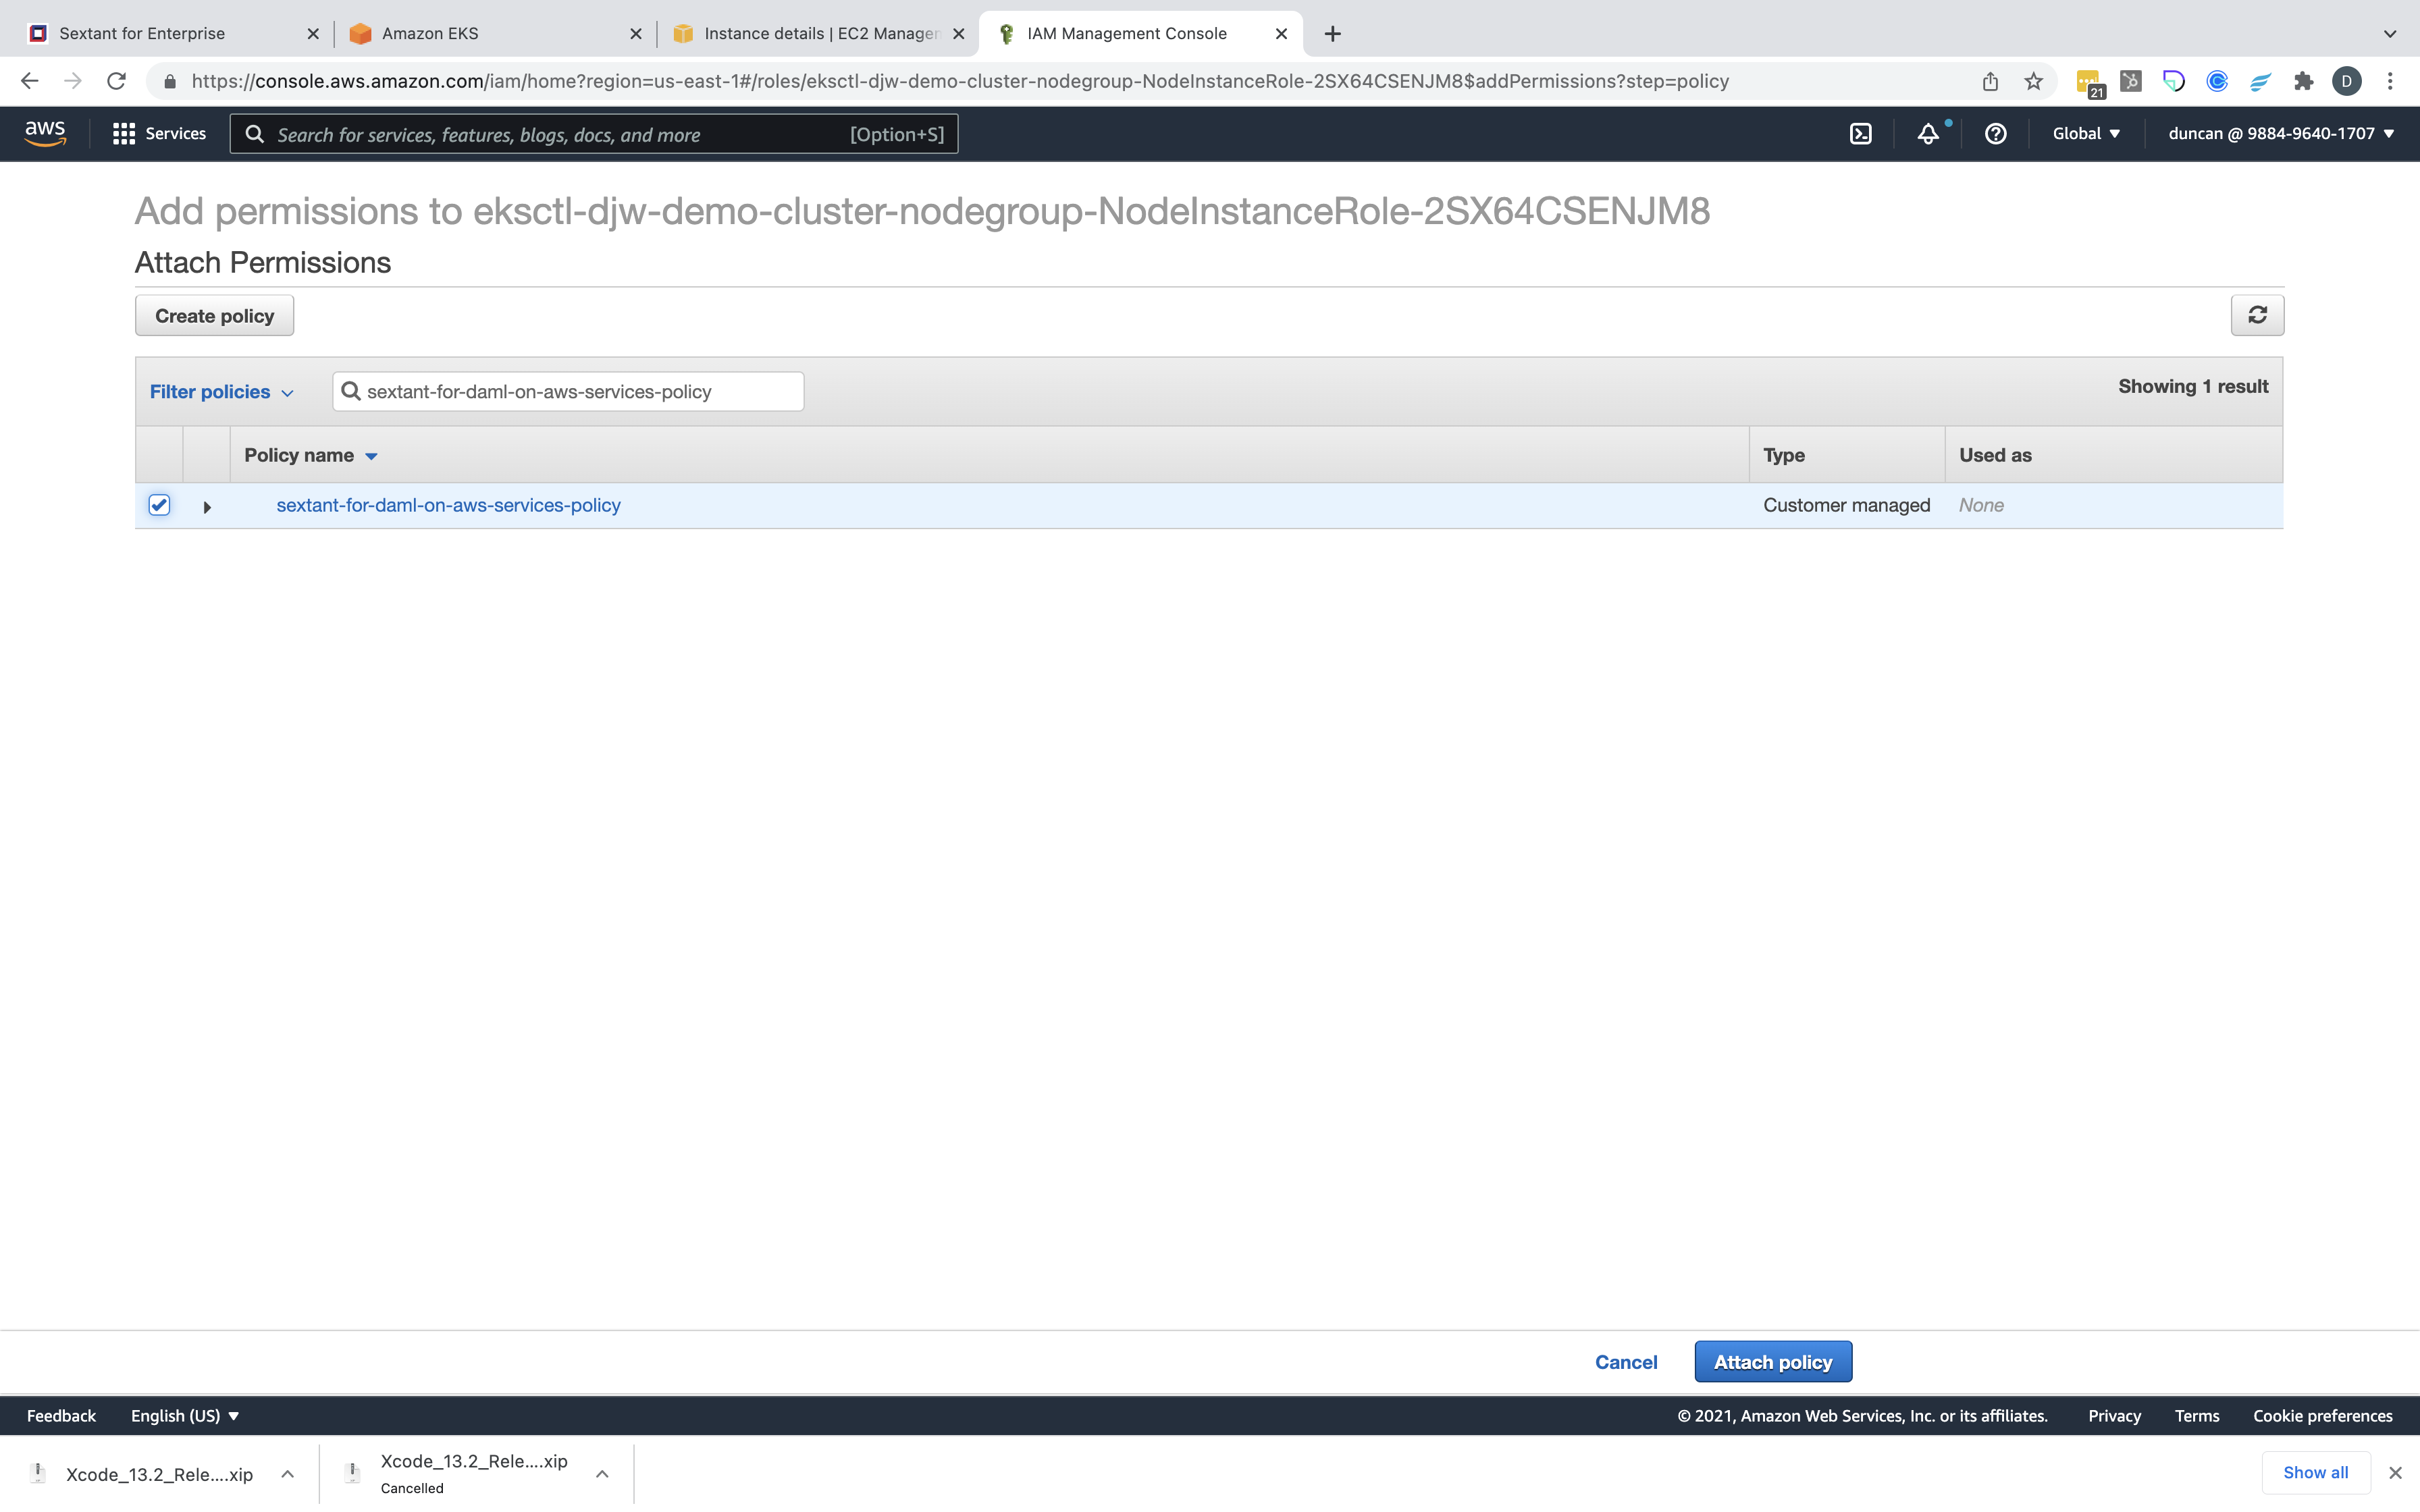 Sextant for Enterprise
Amazon EKS
Instance details | EC2 Manager
IAM Management Console
https://console.aws.amazon.com/iam/home?region=us-east-1#/roles/eksctl-djw-demo-cluster-nodegroup-NodeInstanceRole-2SX64CSENJM8$addPermissions?step=policy
21
D
aws
Services
Search for services, features, blogs, docs, and more
[Option+S]
Global ▼
duncan @ 9884-9640-1707 ▼
Add permissions to eksctl-djw-demo-cluster-nodegroup-NodeInstanceRole-2SX64CSENJM8
Attach Permissions
Create policy
Filter policies
sextant-for-daml-on-aws-services-policy
Showing 1 result
Policy name
Type
Used as
sextant-for-daml-on-aws-services-policy
Customer managed
None
Cancel
Attach policy
Feedback
English (US) ▼
© 2021, Amazon Web Services, Inc. or its affiliates.
Privacy
Terms
Cookie preferences
Xcode_13.2_Rele....xip
Xcode_13.2_Rele....xip
Cancelled
Show all